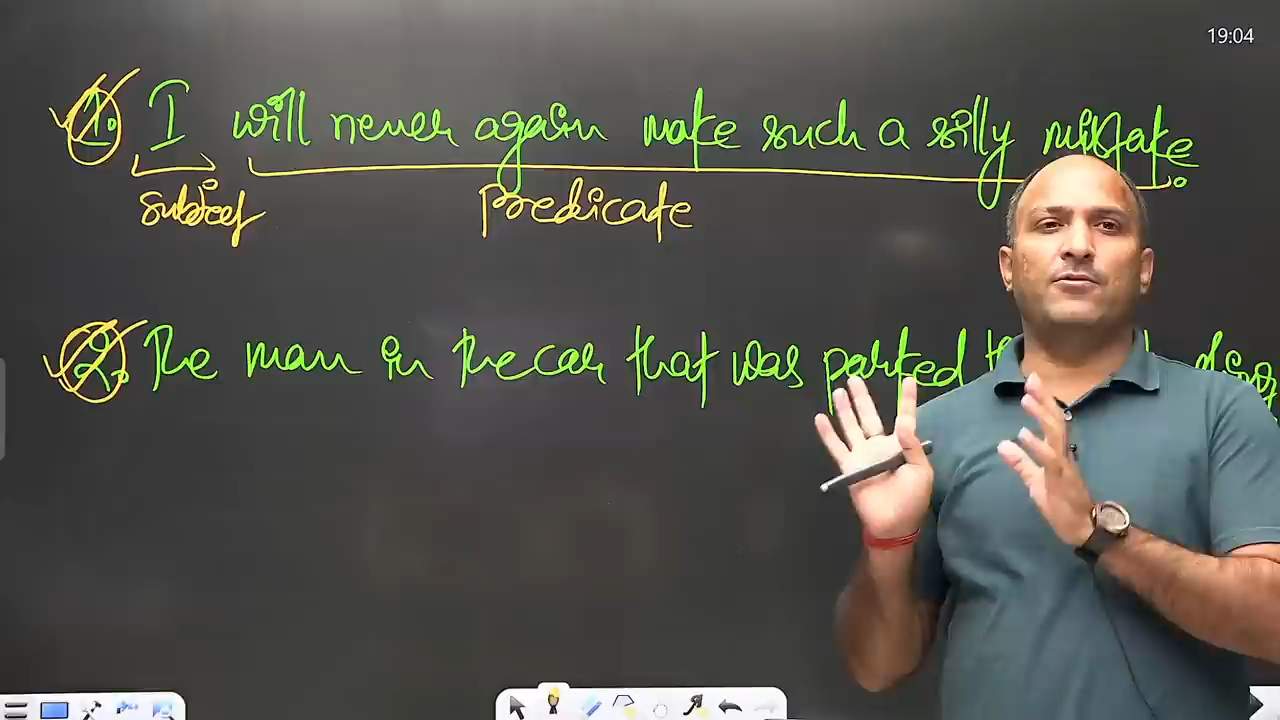 19:04
1. I will never again make such a silly mistake.
subject predicate
2. The man in the car that was parked